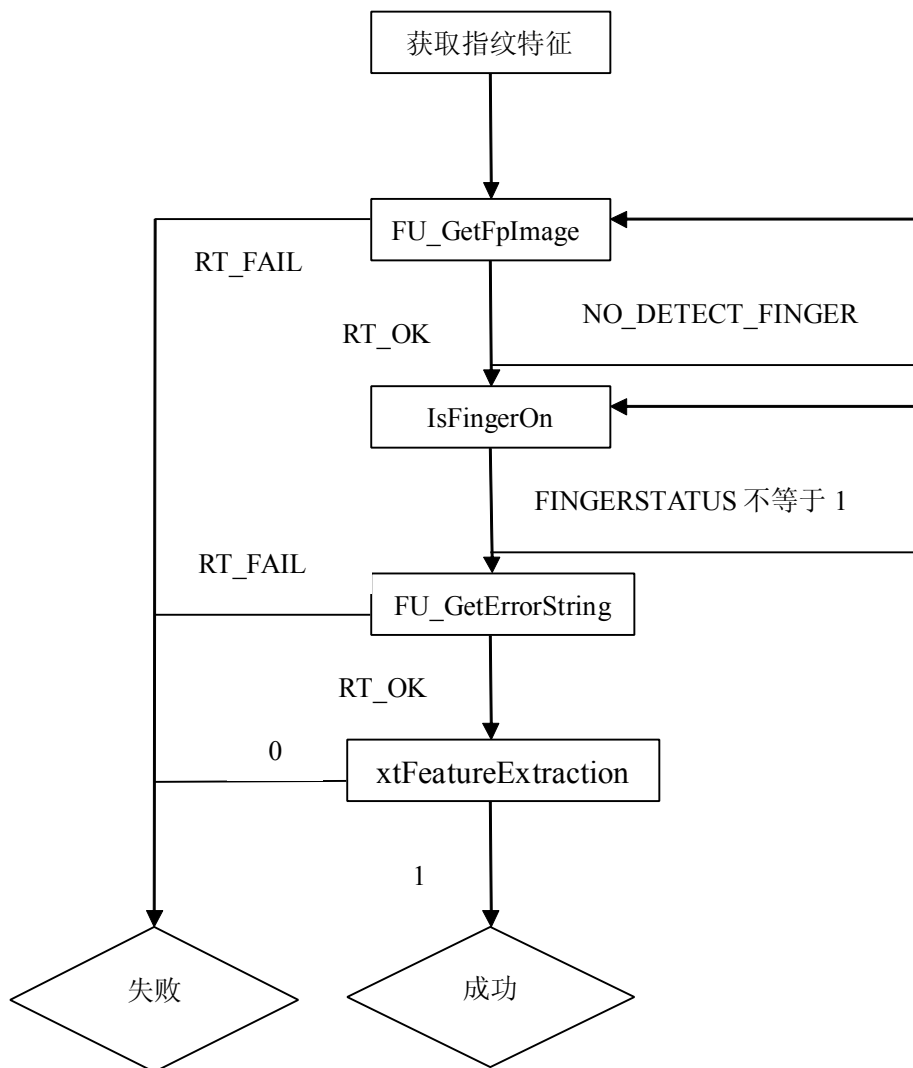 获取指纹特征
FU_GetFpImage
RT_FAIL
NO_DETECT_FINGER
RT_OK
IsFingerOn
FINGERSTATUS 不等于 1
RT_FAIL
FU_GetErrorString
RT_OK
0
xtFeatureExtraction
1
失败
成功